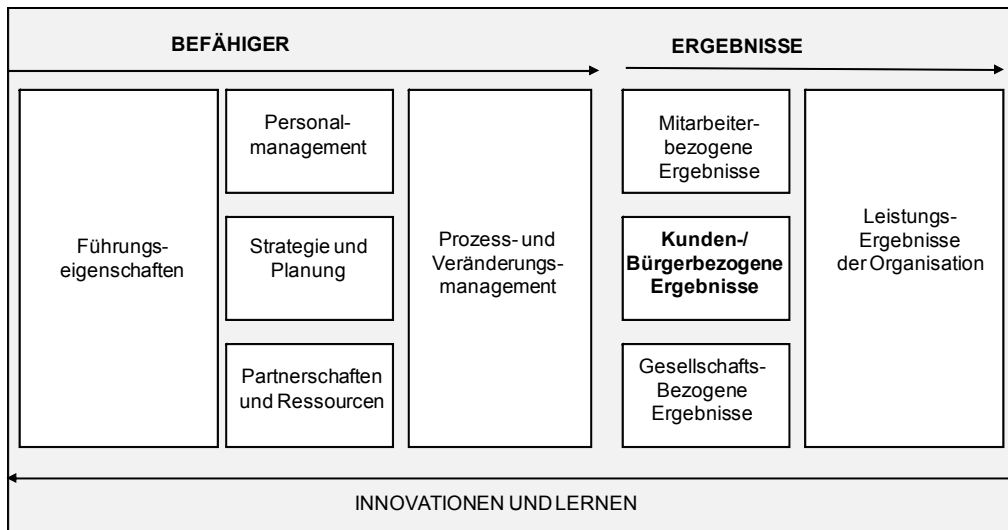 BEFÄHIGER
ERGEBNISSE
Führungs-
eigenschaften
Personal-
management
Strategie und
Planung
Partnerschaften
und Ressourcen
Prozess- und
Veränderungs-
management
Mitarbeiter-
bezogene
Ergebnisse
Kunden-/
Bürgerbezogene
Ergebnisse
Gesellschafts-
Bezogene
Ergebnisse
Leistungs-
Ergebnisse
der Organisation
INNOVATIONEN UND LERNEN